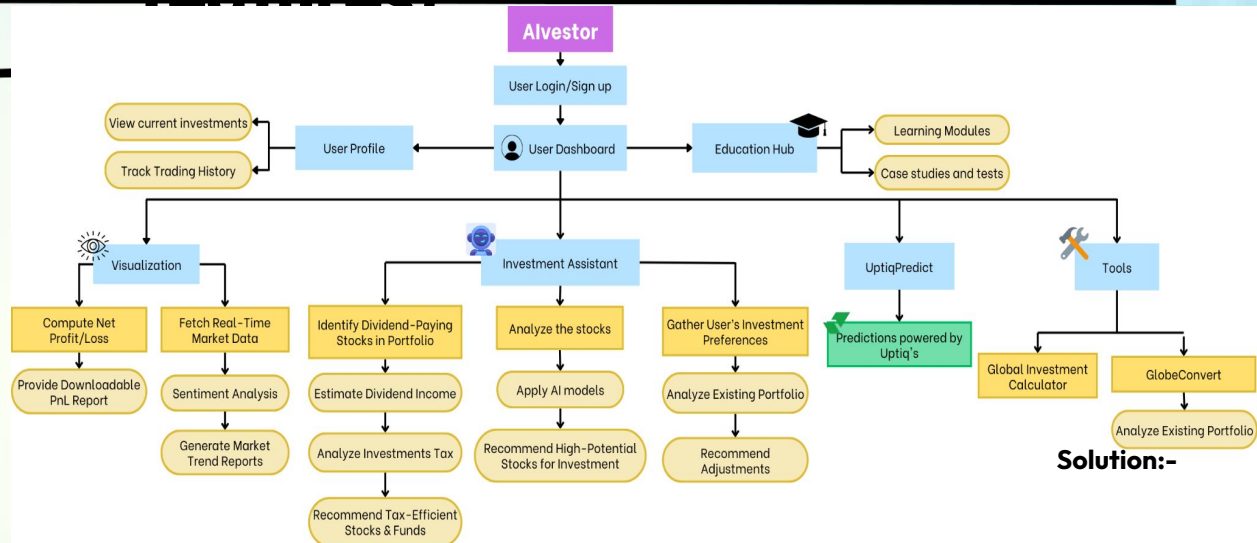 AIvestor
User Login/Sign up
View current investments
User Profile
User Dashboard
Education Hub
Learning Modules
Track Trading History
Case studies and tests
Visualization
Investment Assistant
UptiqPredict
Tools
Compute Net
Profit/Loss
Fetch Real-Time
Market Data
Identify Dividend-Paying
Stocks in Portfolio
Analyze the stocks
Gather User's Investment
Preferences
Predictions powered by
Uptiq's
Global Investment
Calculator
GlobeConvert
Provide Downloadable
PnL Report
Sentiment Analysis
Estimate Dividend Income
Apply AI models
Analyze Existing Portfolio
Analyze Existing Portfolio
Generate Market
Trend Reports
Analyze Investments Tax
Recommend High-Potential
Stocks for Investment
Recommend
Adjustments
Solution:-
Recommend Tax-Efficient
Stocks & Funds